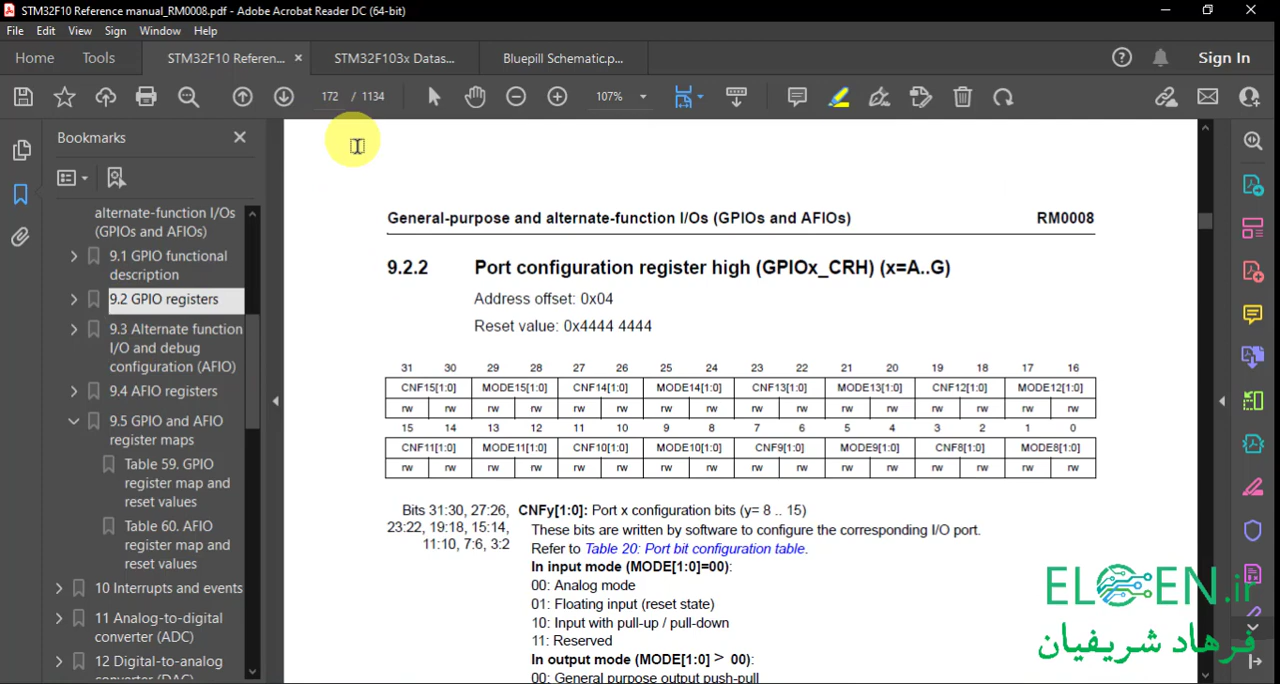 STM32F10 Reference manual_RM0008.pdf - Adobe Acrobat Reader DC (64-bit)
File Edit View Sign Window Help
Home Tools STM32F10 Referen... STM32F103x Datas... Bluepill Schematic.p... Sign In
172 / 1134 107%
Bookmarks
alternate-function I/Os
(GPIOs and AFIOs)
9.1 GPIO functional
description
9.2 GPIO registers
9.3 Alternate function
I/O and debug
configuration (AFIO)
9.4 AFIO registers
9.5 GPIO and AFIO
register maps
Table 59. GPIO
register map and
reset values
Table 60. AFIO
register map and
reset values
10 Interrupts and events
11 Analog-to-digital
converter (ADC)
12 Digital-to-analog
converter (DAC)
General-purpose and alternate-function I/Os (GPIOs and AFIOs) RM0008
9.2.2 Port configuration register high (GPIOx_CRH) (x=A..G)
Address offset: 0x04
Reset value: 0x4444 4444
31 30 29 28 27 26 25 24 23 22 21 20 19 18 17 16
CNF15[1:0] MODE15[1:0] CNF14[1:0] MODE14[1:0] CNF13[1:0] MODE13[1:0] CNF12[1:0] MODE12[1:0]
rw rw rw rw rw rw rw rw rw rw rw rw rw rw rw rw
15 14 13 12 11 10 9 8 7 6 5 4 3 2 1 0
CNF11[1:0] MODE11[1:0] CNF10[1:0] MODE10[1:0] CNF9[1:0] MODE9[1:0] CNF8[1:0] MODE8[1:0]
rw rw rw rw rw rw rw rw rw rw rw rw rw rw rw rw
Bits 31:30, 27:26, CNFy[1:0]: Port x configuration bits (y= 8 .. 15)
23:22, 19:18, 15:14, These bits are written by software to configure the corresponding I/O port.
11:10, 7:6, 3:2 Refer to Table 20: Port bit configuration table.
In input mode (MODE[1:0]=00):
00: Analog mode
01: Floating input (reset state)
10: Input with pull-up / pull-down
11: Reserved
In output mode (MODE[1:0] > 00):
00: General purpose output push-pull
ELOEN.ir
فرهاد شریفیان